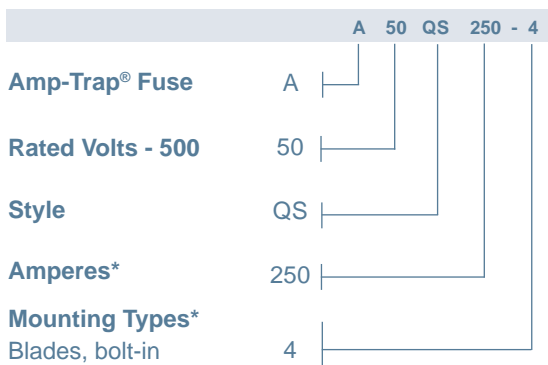 A 50 QS 250 - 4
Amp-Trap® Fuse A
Rated Volts - 500 50
Style QS
Amperes* 250
Mounting Types*
Blades, bolt-in 4